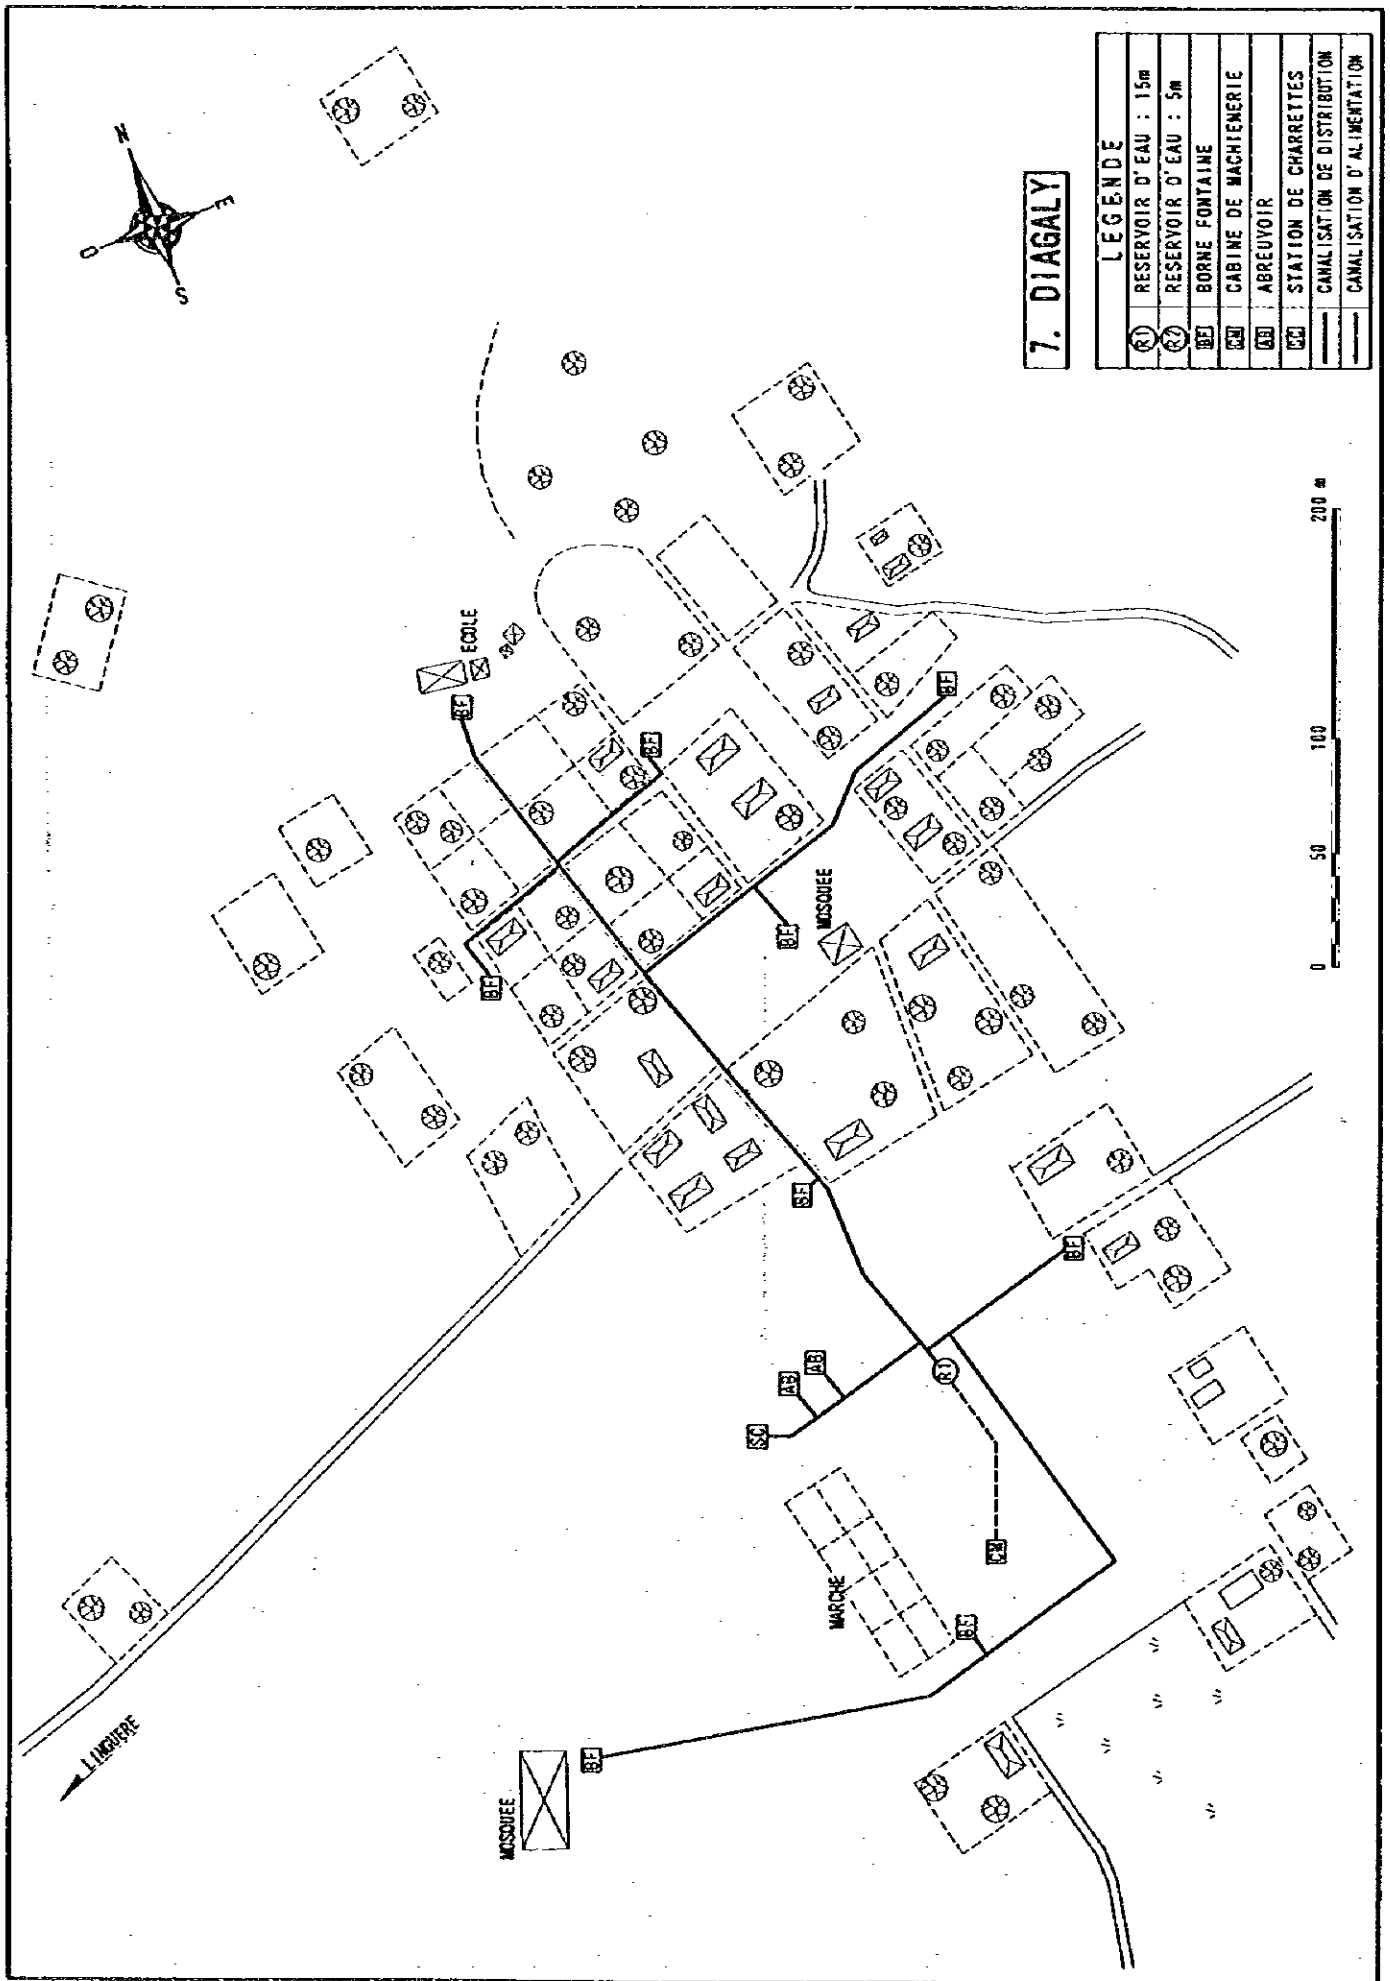 N
O
E
S
7. DIAGALY
LEGENDE
R1 RESERVOIR D'EAU : 15m
R2 RESERVOIR D'EAU : 5m
BF BORNE FONTAINE
CM CABINE DE MACHIENERIE
AB ABREUVOIR
STATION DE CHARRETTES
CANALISATION DE DISTRIBUTION
CANALISATION D'ALIMENTATION
ECOLE
BF
BF
BF
BF
BF
MOSQUEE
BF
BF
R1
AB
AB
SC
CM
MARCHE
BF
BF
MOSQUEE
LINGUERE
0 50 100 200 m